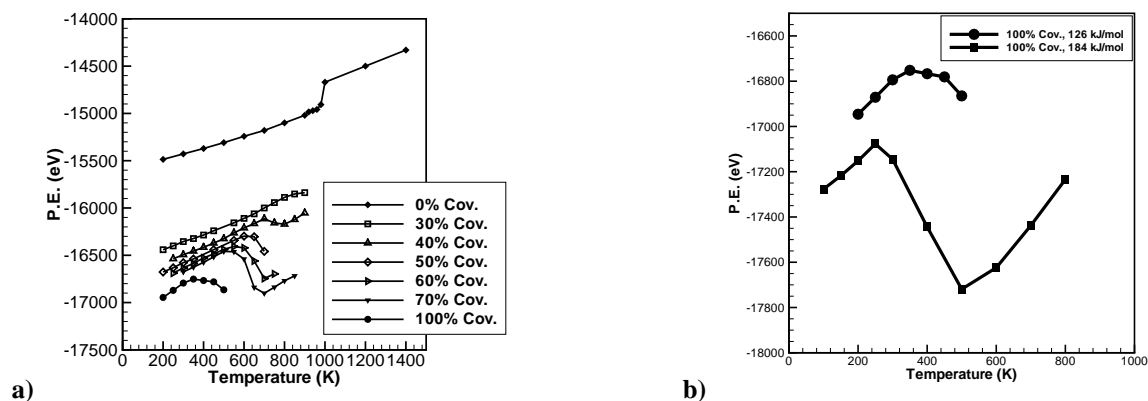 -14000
-14500
-15000
-15500
-16000
-16500
-17000
-17500
P.E. (eV)
0 200 400 600 800 1000 1200 1400
Temperature (K)
0% Cov.
30% Cov.
40% Cov.
50% Cov.
60% Cov.
70% Cov.
100% Cov.
a)
-16600
-16800
-17000
-17200
-17400
-17600
-17800
-18000
P.E. (eV)
0 200 400 600 800 1000
Temperature (K)
100% Cov., 126 kJ/mol
100% Cov., 184 kJ/mol
b)